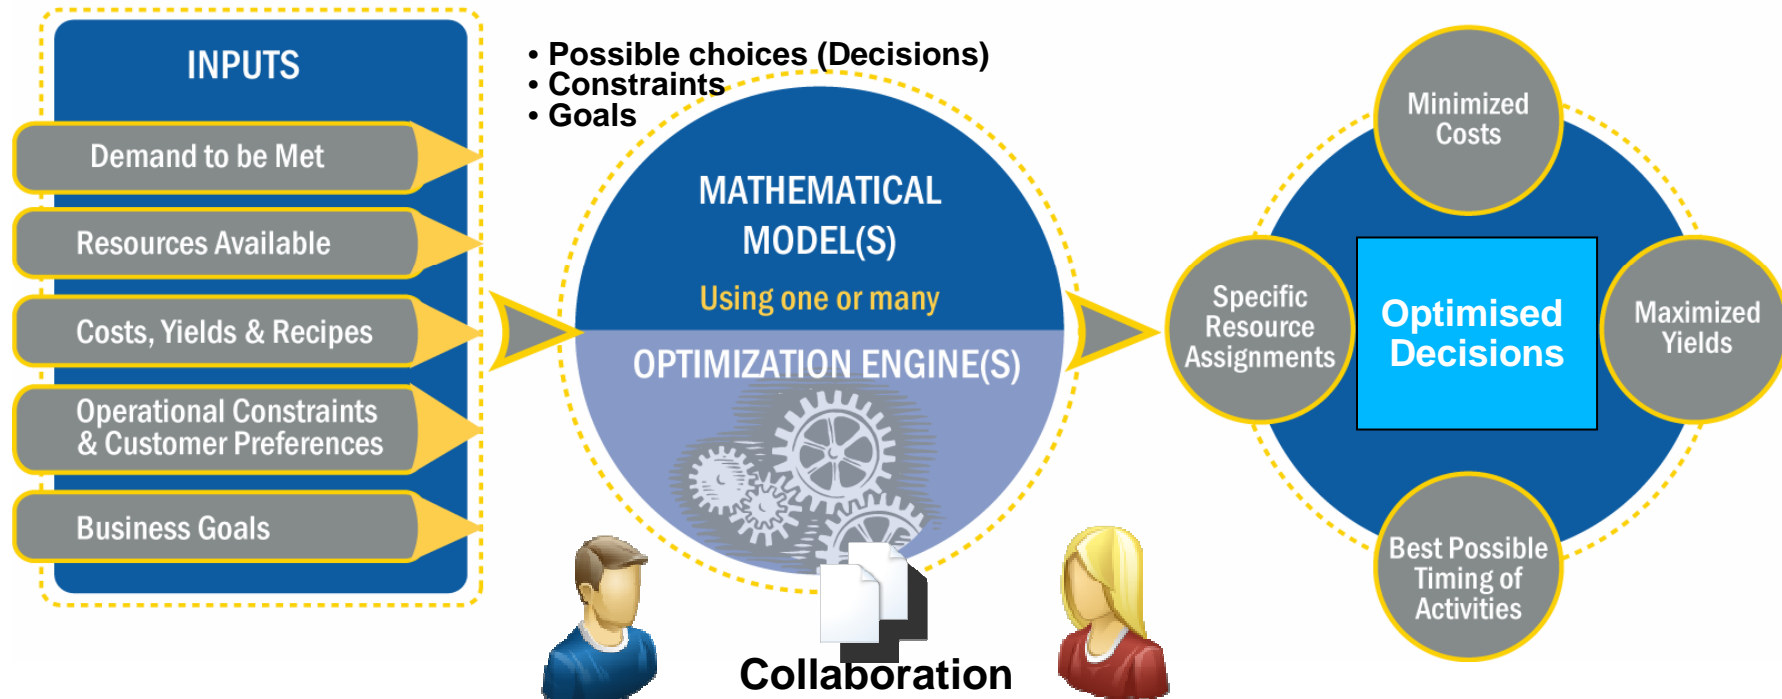 INPUTS
Demand to be Met
Resources Available
Costs, Yields & Recipes
Operational Constraints
& Customer Preferences
Business Goals
• Possible choices (Decisions)
• Constraints
• Goals
MATHEMATICAL
MODEL(S)
Using one or many
OPTIMIZATION ENGINE(S)
Collaboration
Minimized
Costs
Specific
Resource
Assignments
Optimised
Decisions
Maximized
Yields
Best Possible
Timing of
Activities